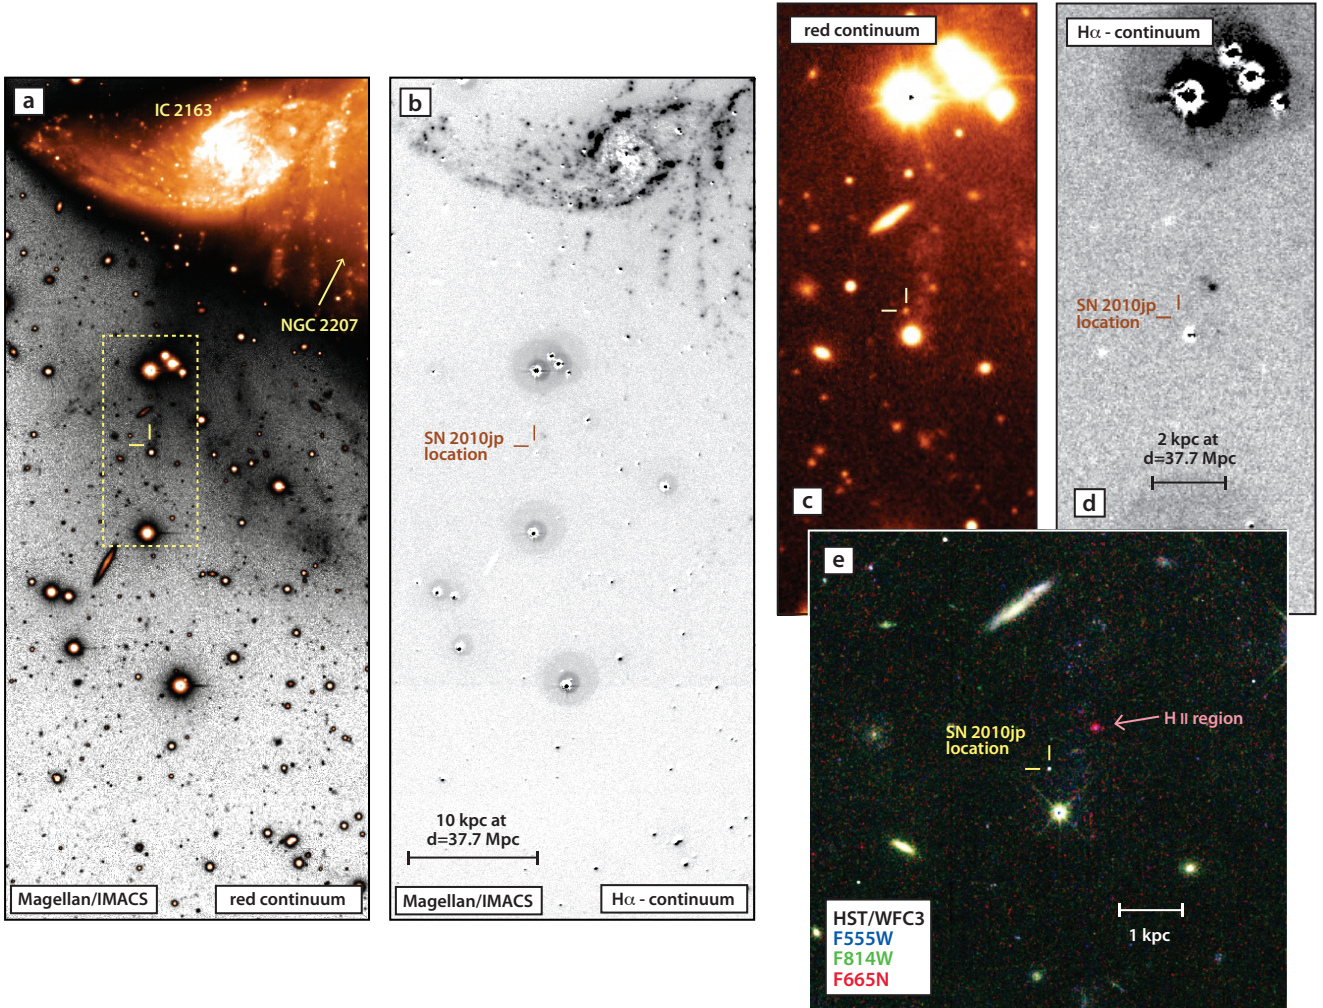 a
IC 2163
NGC 2207
Magellan/IMACS
red continuum
b
SN 2010jp
location
10 kpc at
d=37.7 Mpc
Magellan/IMACS
Hα - continuum
red continuum
c
Hα - continuum
SN 2010jp
location
2 kpc at
d=37.7 Mpc
d
e
H II region
SN 2010jp
location
HST/WFC3
F555W
F814W
F665N
1 kpc